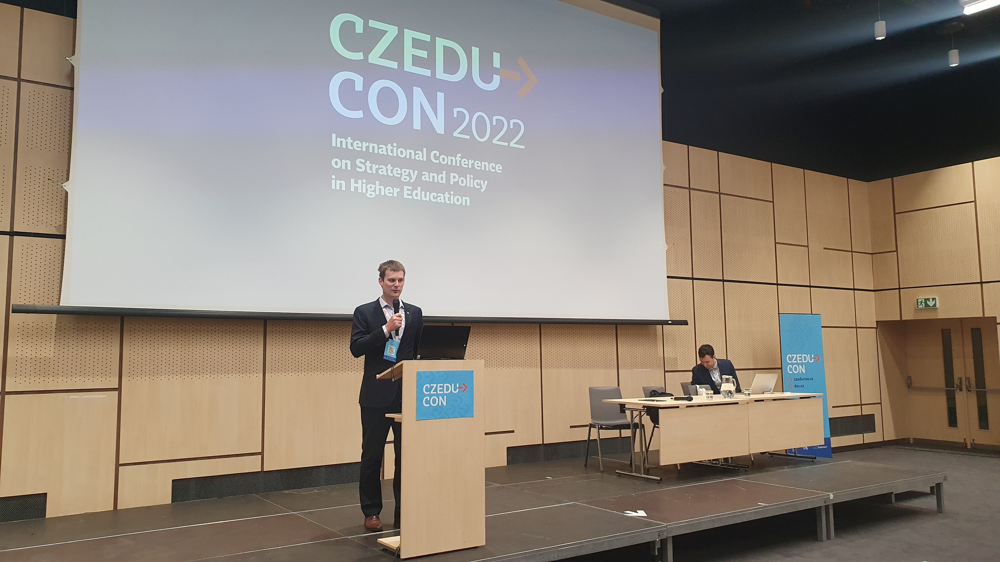 CZEDU
CON 2022
International Conference
on Strategy and Policy
in Higher Education
CZEDU
CON
CZEDU
CON
czeducon.cz
dzs.cz
Erasmus+